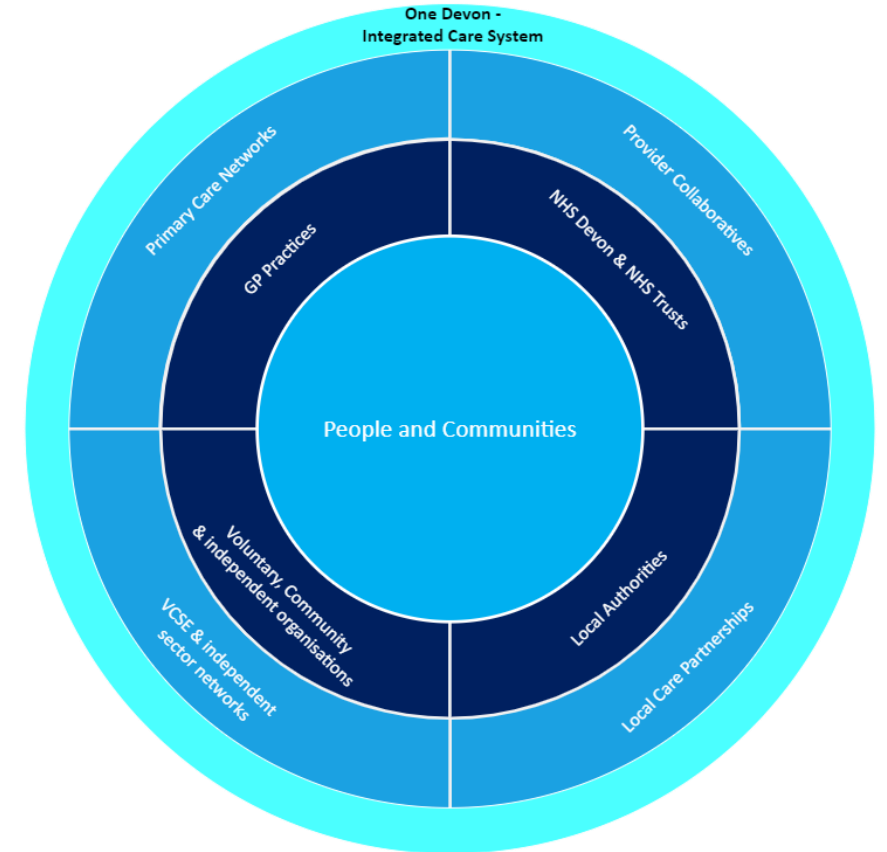 One Devon -
Integrated Care System
Primary Care Networks
Provider Collaboratives
GP Practices
NHS Devon & NHS Trusts
People and Communities
Voluntary, Community
& independent organisations
Local Authorities
VCSE & independent
sector networks
Local Care Partnerships